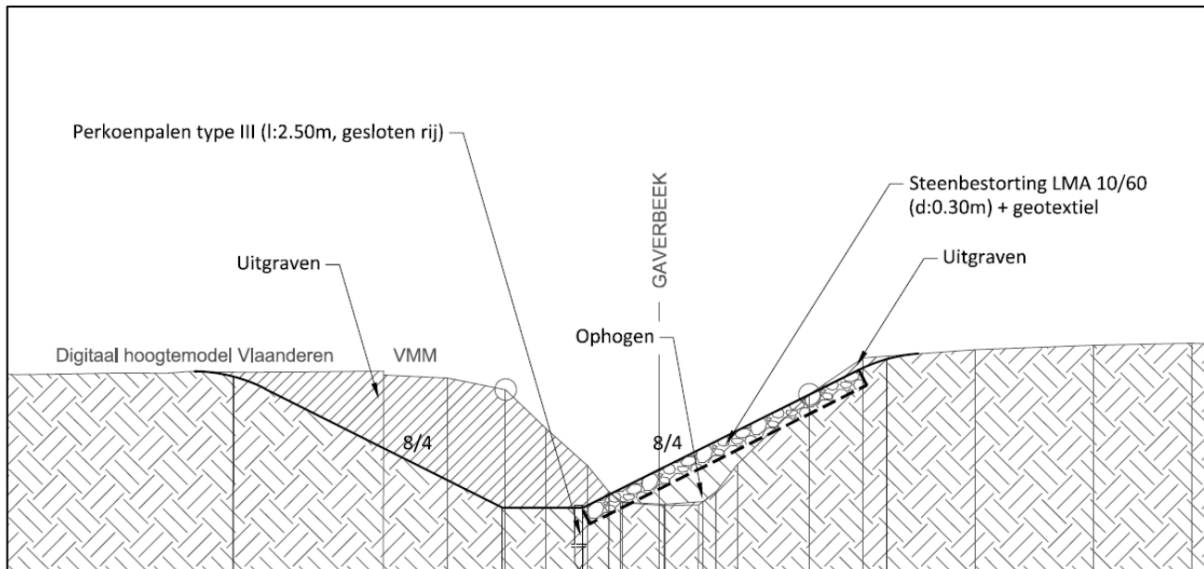 Perkoenpalen type III (l:2.50m, gesloten rij)
GAVERBEEK
Steenbestorting LMA 10/60
(d:0.30m) + geotextiel
Uitgraven
Uitgraven
Ophogen
Digitaal hoogtemodel Vlaanderen
VMM
8/4
8/4